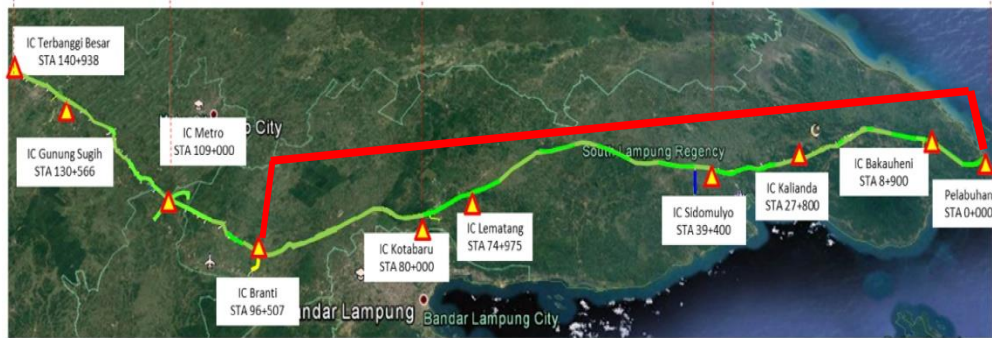 IC Terbanggi Besar
STA 140+938
IC Gunung Sugih
STA 130+566
IC Metro
STA 109+000
City
IC Branti
STA 96+507
IC Kotabaru
STA 80+000
IC Lematang
STA 74+975
South Lampung Regency
IC Sidomulyo
STA 39+400
IC Kalianda
STA 27+800
IC Bakauheni
STA 8+900
Pelabuhan
STA 0+000
andar Lampung
Bandar Lampung City